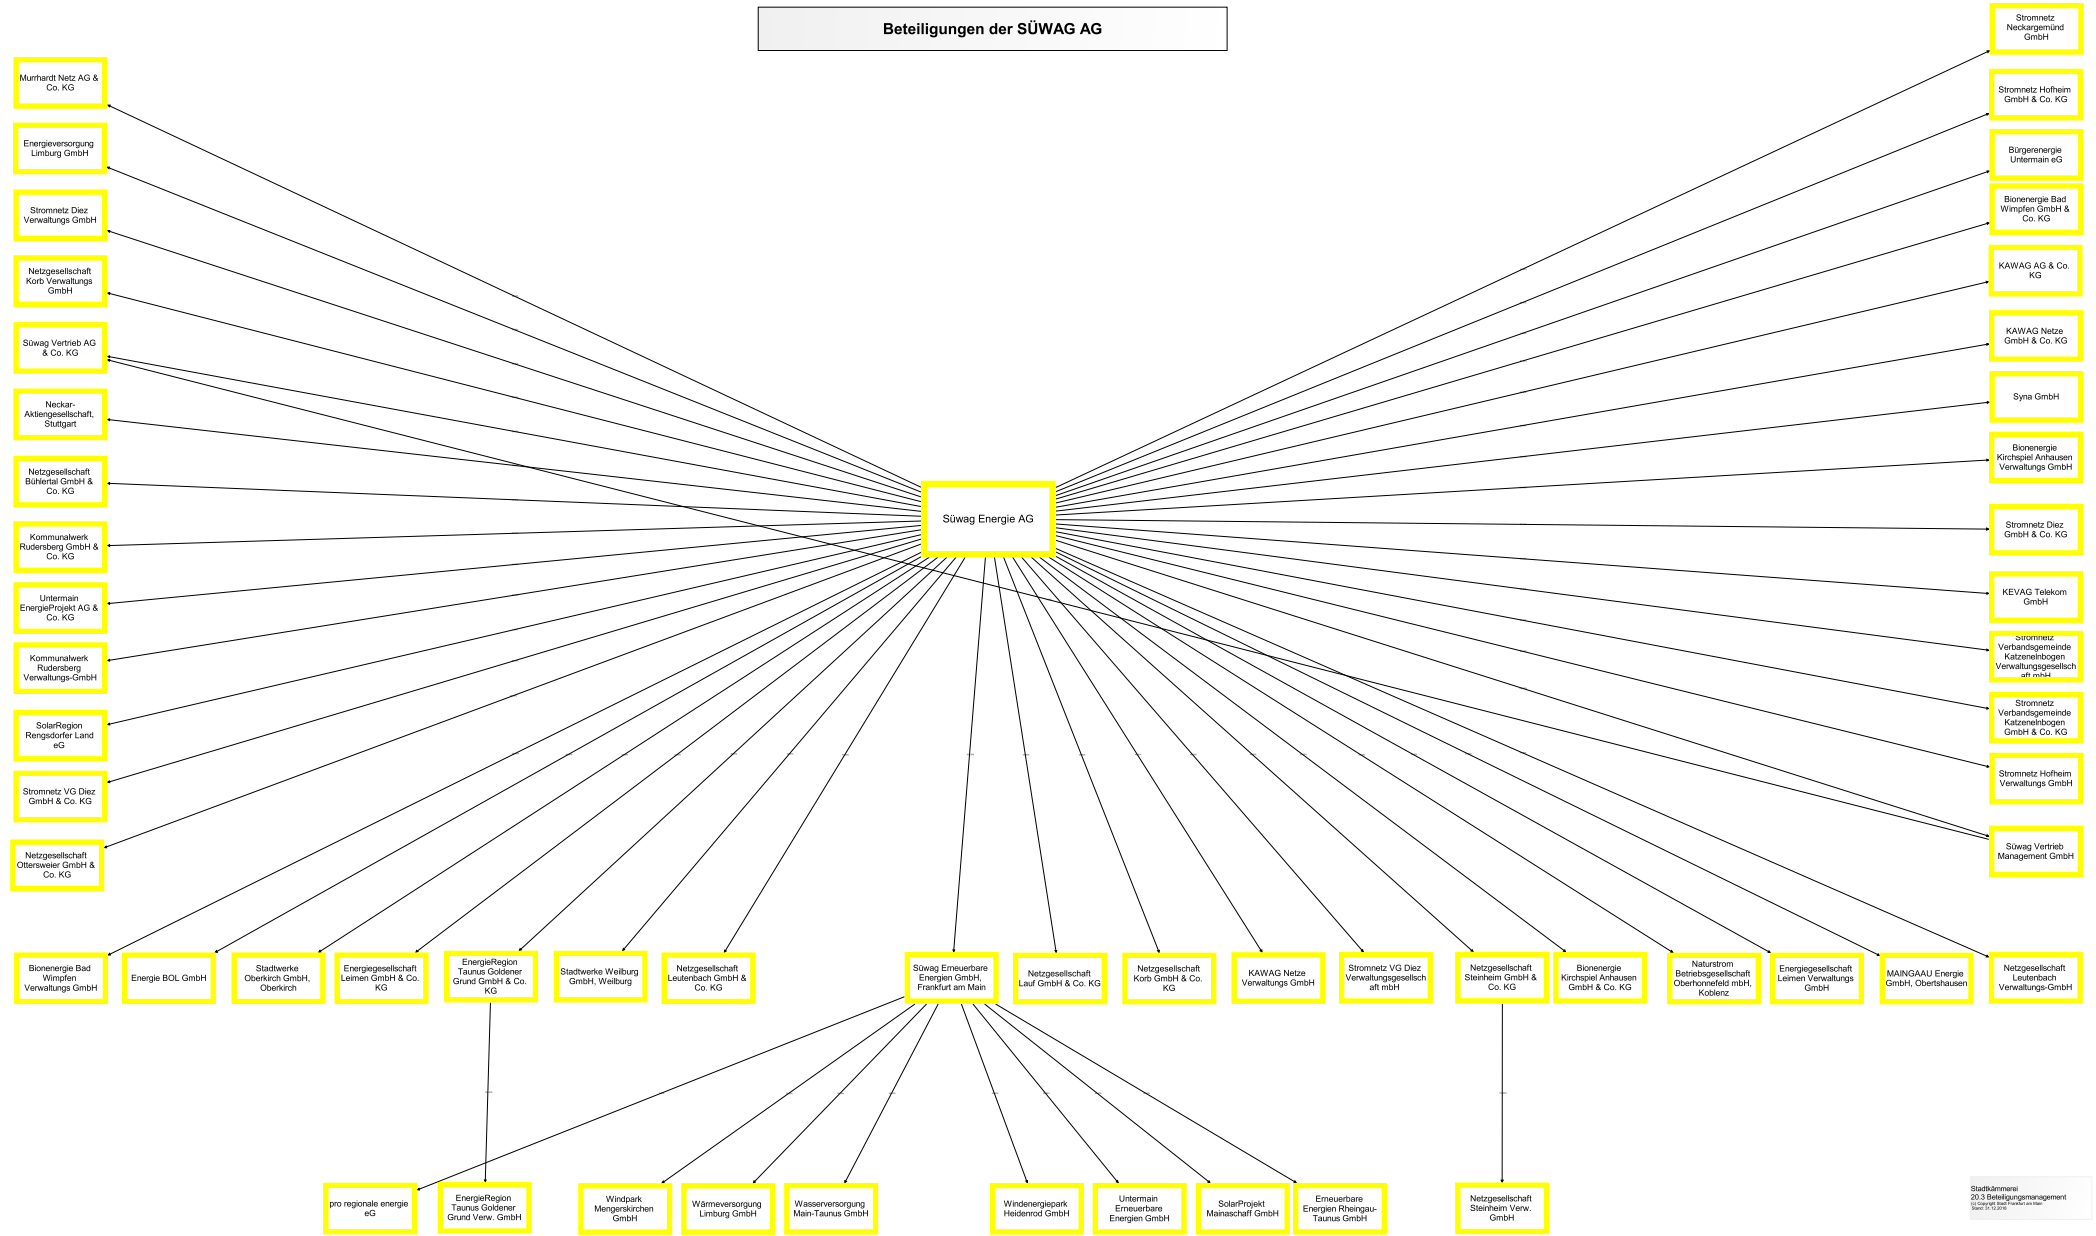 Beteiligungen der SÜWAG AG
Murrhardt Netz AG &
Co. KG
Energieversorgung
Limburg GmbH
Stromnetz Diez
Verwaltungs GmbH
Netzgesellschaft
Korb Verwaltungs
GmbH
Süwag Vertrieb AG
& Co. KG
Neckar-
Aktiengesellschaft,
Stuttgart
Netzgesellschaft
Bühlertal GmbH &
Co. KG
Kommunalwerk
Rudersberg GmbH &
Co. KG
Untermain
EnergieProjekt AG &
Co. KG
Kommunalwerk
Rudersberg
Verwaltungs-GmbH
SolarRegion
Rengsdorfer Land
eG
Stromnetz VG Diez
GmbH & Co. KG
Netzgesellschaft
Ottersweier GmbH &
Co. KG
Süwag Energie AG
Stromnetz
Neckargemünd
GmbH
Stromnetz Hofheim
GmbH & Co. KG
Bürgerenergie
Untermain eG
Bionenergie Bad
Wimpfen GmbH &
Co. KG
KAWAG AG & Co.
KG
KAWAG Netze
GmbH & Co. KG
Syna GmbH
Bionenergie
Kirchspiel Anhausen
Verwaltungs GmbH
Stromnetz Diez
GmbH & Co. KG
KEVAG Telekom
GmbH
Stromnetz
Verbandsgemeinde
Katzenelnbogen
Verwaltungsgesellsch
aft mbH
Stromnetz
Verbandsgemeinde
Katzenelnbogen
GmbH & Co. KG
Stromnetz Hofheim
Verwaltungs GmbH
Süwag Vertrieb
Management GmbH
Bionenergie Bad
Wimpfen
Verwaltungs GmbH
Energie BOL GmbH
Stadtwerke
Oberkirch GmbH,
Oberkirch
Energiegesellschaft
Leimen GmbH & Co.
KG
EnergieRegion
Taunus Goldener
Grund GmbH & Co.
KG
Stadtwerke Weilburg
GmbH, Weilburg
Netzgesellschaft
Leutenbach GmbH &
Co. KG
Süwag Erneuerbare
Energien GmbH,
Frankfurt am Main
Netzgesellschaft
Lauf GmbH & Co. KG
Netzgesellschaft
Korb GmbH & Co.
KG
KAWAG Netze
Verwaltungs GmbH
Stromnetz VG Diez
Verwaltungsgesellsch
aft mbH
Netzgesellschaft
Steinheim GmbH &
Co. KG
Bionenergie
Kirchspiel Anhausen
GmbH & Co. KG
Naturstrom
Betriebsgesellschaft
Oberhonnefeld mbH,
Koblenz
Energiegesellschaft
Leimen Verwaltungs
GmbH
MAINGAAU Energie
GmbH, Obertshausen
Netzgesellschaft
Leutenbach
Verwaltungs-GmbH
pro regionale energie
eG
EnergieRegion
Taunus Goldener
Grund Verw. GmbH
Windpark
Mengerskirchen
GmbH
Wärmeversorgung
Limburg GmbH
Wasserversorgung
Main-Taunus GmbH
Windenergiepark
Heidenrod GmbH
Untermain
Erneuerbare
Energien GmbH
SolarProjekt
Mainaschaff GmbH
Erneuerbare
Energien Rheingau-
Taunus GmbH
Netzgesellschaft
Steinheim Verw.
GmbH
Stadtkämmerei
20.3 Beteiligungsmanagement
(c) Copyright Stadt Frankfurt am Main
Stand: 31.12.2018